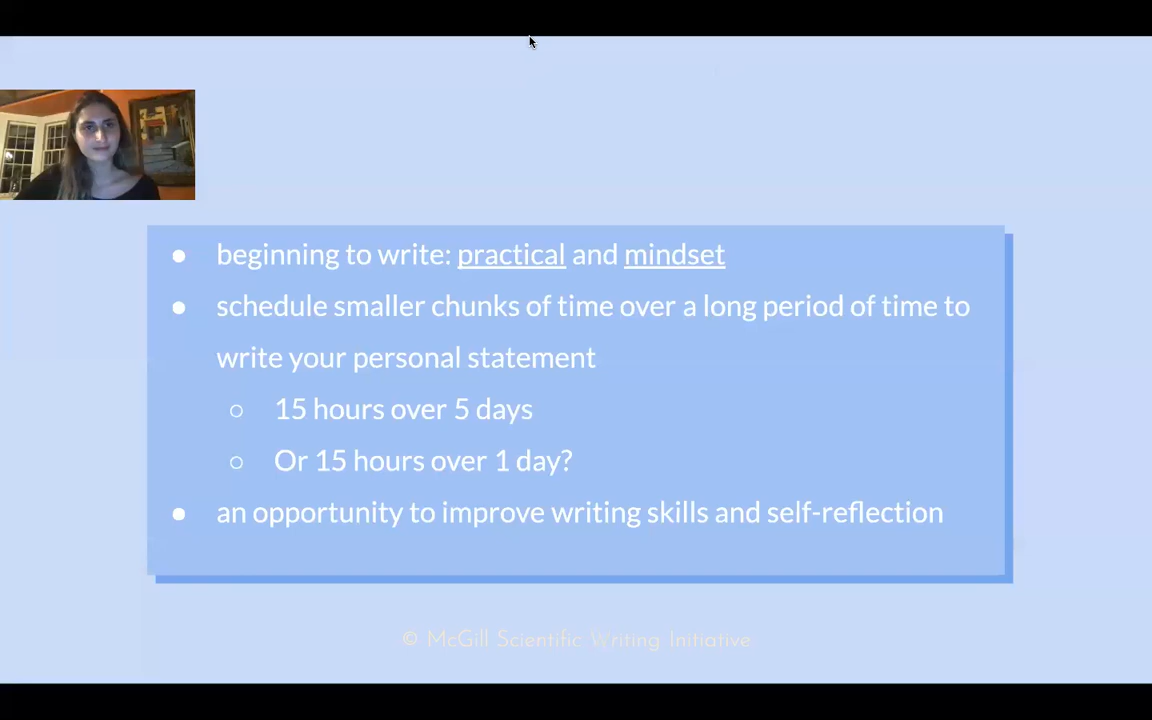 ● beginning to write: practical and mindset
● schedule smaller chunks of time over a long period of time to
write your personal statement
○ 15 hours over 5 days
○ Or 15 hours over 1 day?
● an opportunity to improve writing skills and self-reflection
© McGill Scientific Writing Initiative